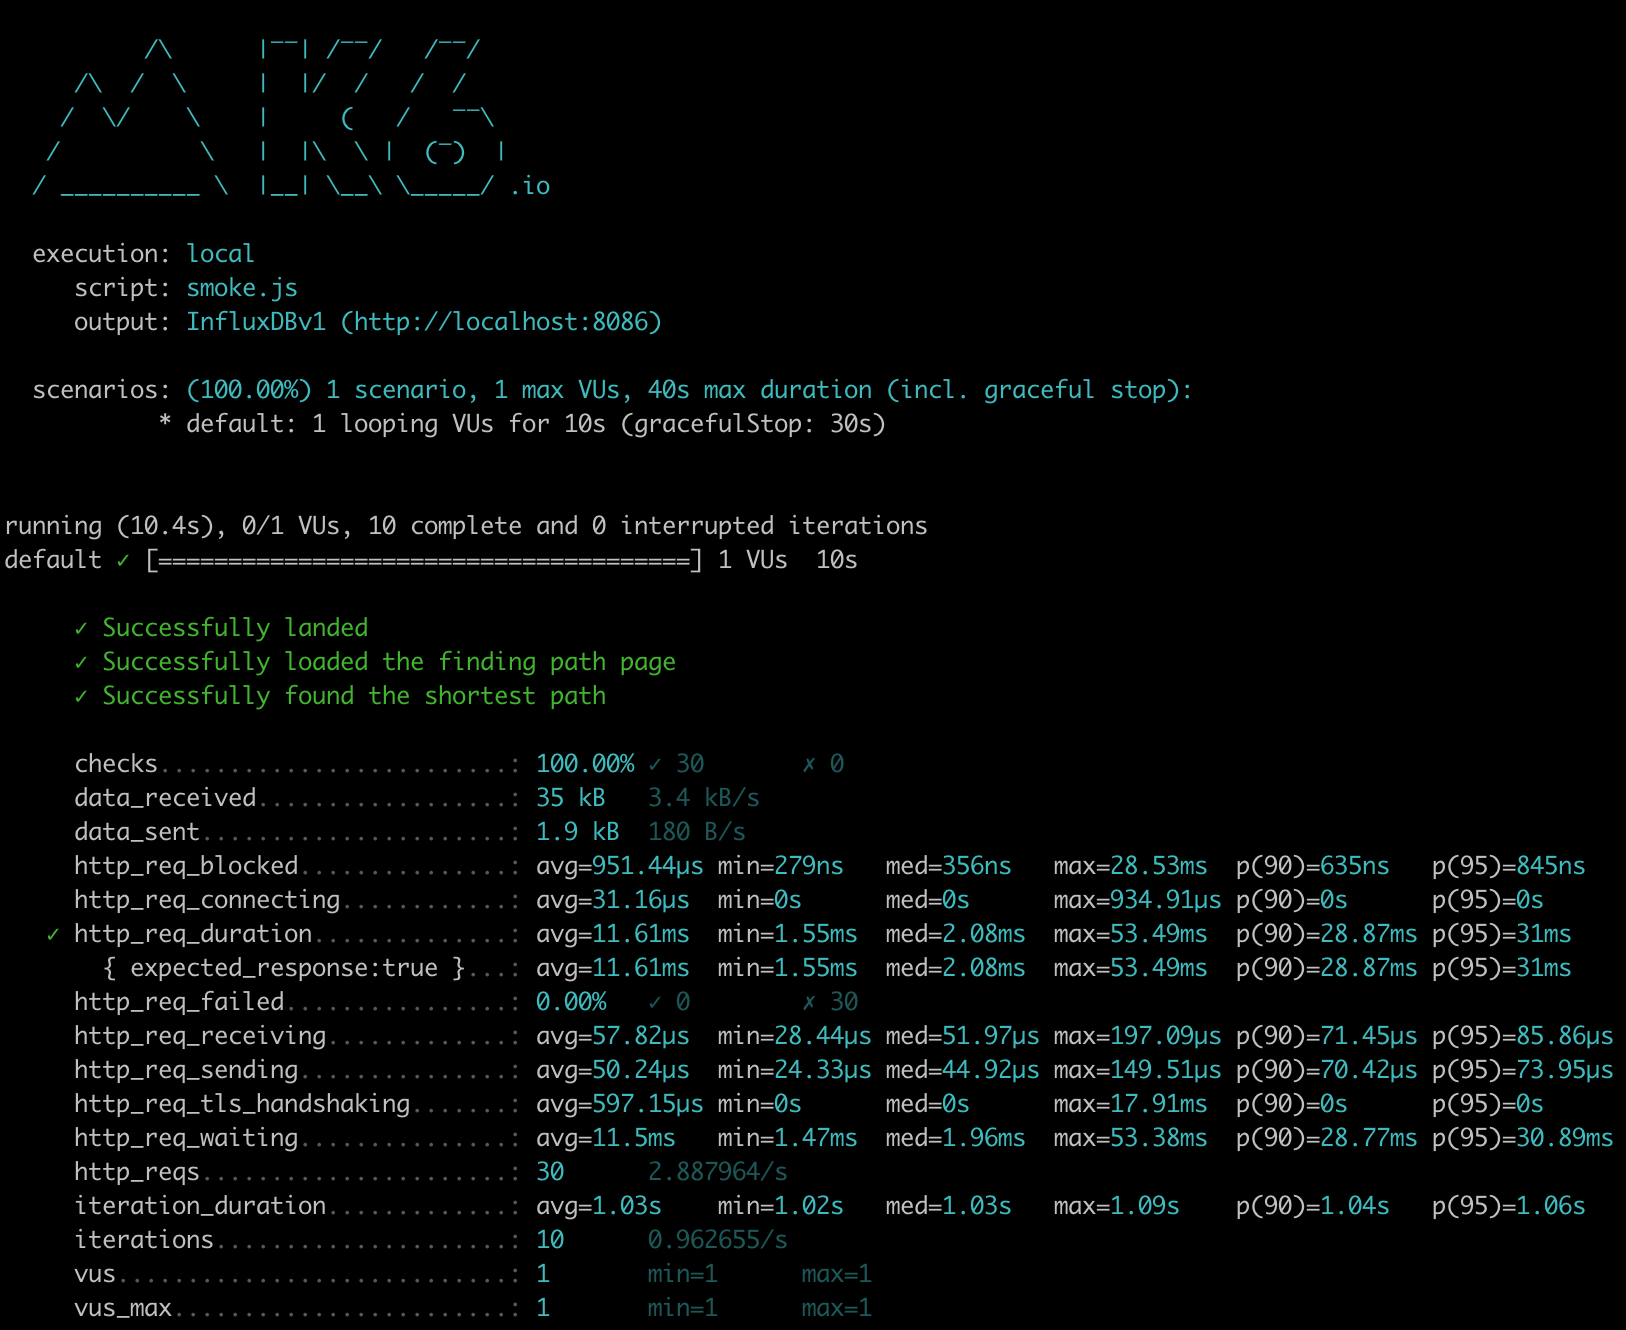 /\      |‾‾| /‾‾/   /‾‾/
     /\  /  \     |  |/  /   /  /
    /  \/    \    |     (   /   ‾‾\
   /          \   |  |\  \ |  (‾)  |
  / __________ \  |__| \__\ \_____/ .io

  execution: local
     script: smoke.js
     output: InfluxDBv1 (http://localhost:8086)

  scenarios: (100.00%) 1 scenario, 1 max VUs, 40s max duration (incl. graceful stop):
           * default: 1 looping VUs for 10s (gracefulStop: 30s)

running (10.4s), 0/1 VUs, 10 complete and 0 interrupted iterations
default ✓ [======================================] 1 VUs  10s

     ✓ Successfully landed
     ✓ Successfully loaded the finding path page
     ✓ Successfully found the shortest path

     checks.........................: 100.00% ✓ 30       ✗ 0
     data_received..................: 35 kB   3.4 kB/s
     data_sent......................: 1.9 kB  180 B/s
     http_req_blocked...............: avg=951.44µs min=279ns   med=356ns   max=28.53ms  p(90)=635ns   p(95)=845ns
     http_req_connecting............: avg=31.16µs  min=0s      med=0s      max=934.91µs p(90)=0s      p(95)=0s
   ✓ http_req_duration..............: avg=11.61ms  min=1.55ms  med=2.08ms  max=53.49ms  p(90)=28.87ms p(95)=31ms
       { expected_response:true }...: avg=11.61ms  min=1.55ms  med=2.08ms  max=53.49ms  p(90)=28.87ms p(95)=31ms
     http_req_failed................: 0.00%   ✓ 0        ✗ 30
     http_req_receiving.............: avg=57.82µs  min=28.44µs med=51.97µs max=197.09µs p(90)=71.45µs p(95)=85.86µs
     http_req_sending...............: avg=50.24µs  min=24.33µs med=44.92µs max=149.51µs p(90)=70.42µs p(95)=73.95µs
     http_req_tls_handshaking.......: avg=597.15µs min=0s      med=0s      max=17.91ms  p(90)=0s      p(95)=0s
     http_req_waiting...............: avg=11.5ms   min=1.47ms  med=1.96ms  max=53.38ms  p(90)=28.77ms p(95)=30.89ms
     http_reqs......................: 30      2.887964/s
     iteration_duration.............: avg=1.03s    min=1.02s   med=1.03s   max=1.09s    p(90)=1.04s   p(95)=1.06s
     iterations.....................: 10      0.962655/s
     vus............................: 1       min=1      max=1
     vus_max........................: 1       min=1      max=1